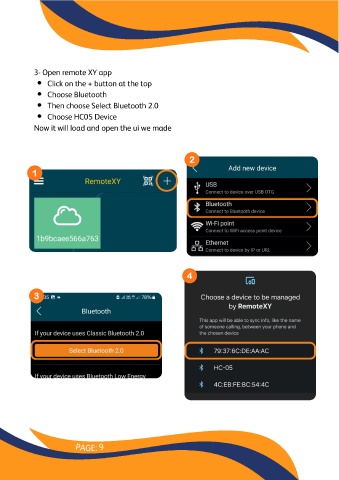 3- Open remote XY app
• Click on the + button at the top
• Choose Bluetooth
• Then choose Select Bluetooth 2.0
• Choose HC05 Device
Now it will load and open the ui we made
1
RemoteXY
1b9bcaee566a763
2
Add new device
USB
Connect to device over USB OTG
Bluetooth
Connect to Bluetooth device
Wi-Fi point
Connect to WiFi access point device
Ethernet
Connect to device by IP or URL
3
78%
Bluetooth
If your device uses Classic Bluetooth 2.0
Select Bluetooth 2.0
If your device uses Bluetooth Low Energy
4
Choose a device to be managed
by RemoteXY
This app will be able to sync info, like the name
of someone calling, between your phone and
the chosen device
79:37:6C:DE:AA:AC
HC-05
4C:EB:FE:8C:54:4C
PAGE: 9